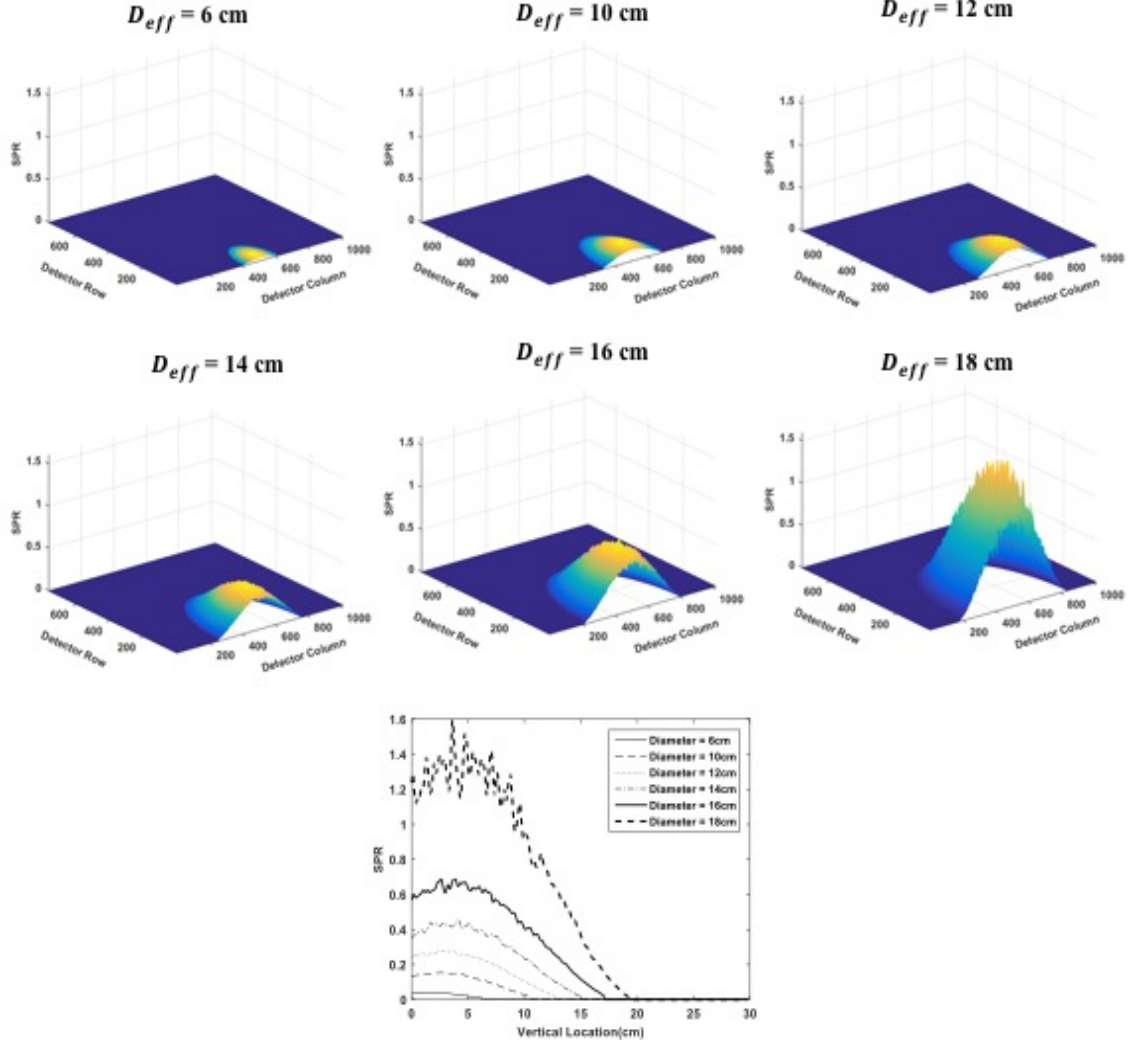 D_eff = 6 cm
D_eff = 10 cm
D_eff = 12 cm
1.5
1
0.5
0
SPR
600
400
200
Detector Row
200
400
600
800
1000
Detector Column
1.5
1
0.5
0
SPR
600
400
200
Detector Row
200
400
600
800
1000
Detector Column
1.5
1
0.5
0
SPR
600
400
200
Detector Row
200
400
600
800
1000
Detector Column
D_eff = 14 cm
D_eff = 16 cm
D_eff = 18 cm
1.5
1
0.5
0
SPR
600
400
200
Detector Row
200
400
600
800
1000
Detector Column
1.5
1
0.5
0
SPR
600
400
200
Detector Row
200
400
600
800
1000
Detector Column
1.5
1
0.5
0
SPR
600
400
200
Detector Row
200
400
600
800
1000
Detector Column
1.6
1.4
1.2
1
0.8
0.6
0.4
0.2
0
SPR
Diameter = 6cm
Diameter = 10cm
Diameter = 12cm
Diameter = 14cm
Diameter = 16cm
Diameter = 18cm
0 5 10 15 20 25 30
Vertical Location(cm)